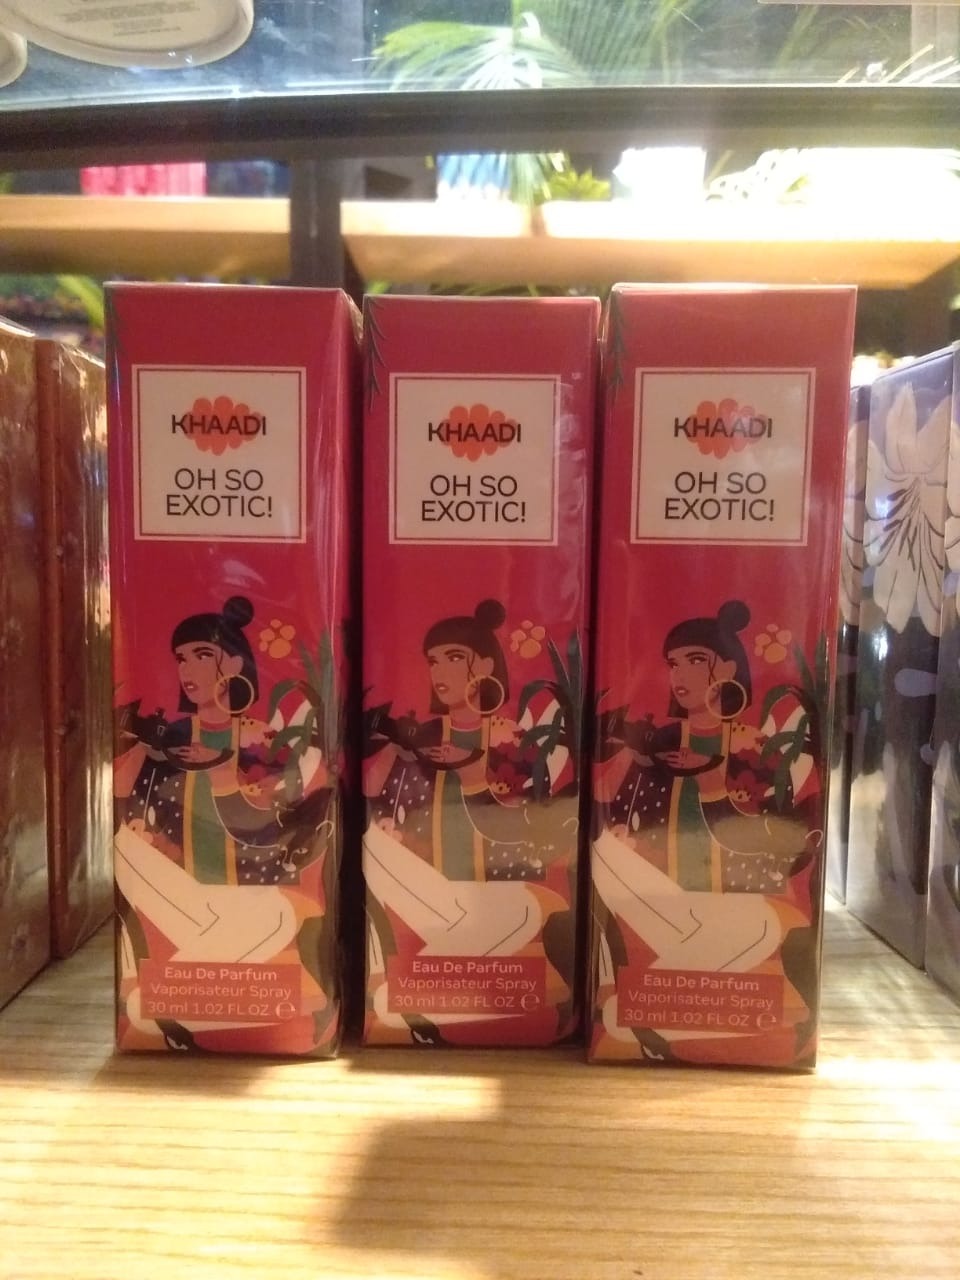 KHAADI
OH SO
EXOTIC!
Eau De Parfum
Vaporisateur Spray
30 ml 1.02 FL OZ ℮
KHAADI
OH SO
EXOTIC!
Eau De Parfum
Vaporisateur Spray
30 ml 1.02 FL OZ ℮
KHAADI
OH SO
EXOTIC!
Eau De Parfum
Vaporisateur Spray
30 ml 1.02 FL OZ ℮